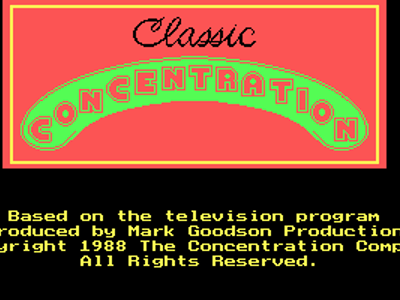 Classic
CONCENTRATION
Based on the television program
roduced by Mark Goodson Production
yright 1988 The Concentration Comp
All Rights Reserved.